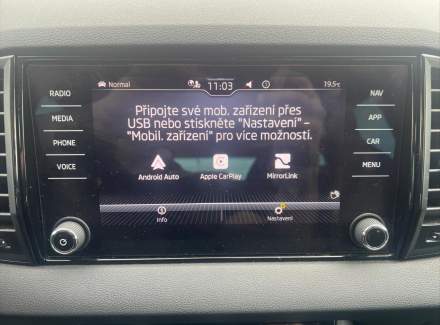 RADIO
MEDIA
PHONE
VOICE
Normal
11:03
19.5°C
Připojte své mob. zařízení přes
USB nebo stiskněte "Nastavení" –
"Mobil. zařízení" pro více možností.
Android Auto
Apple CarPlay
MirrorLink
Info
Nastavení
NAV
APP
CAR
MENU